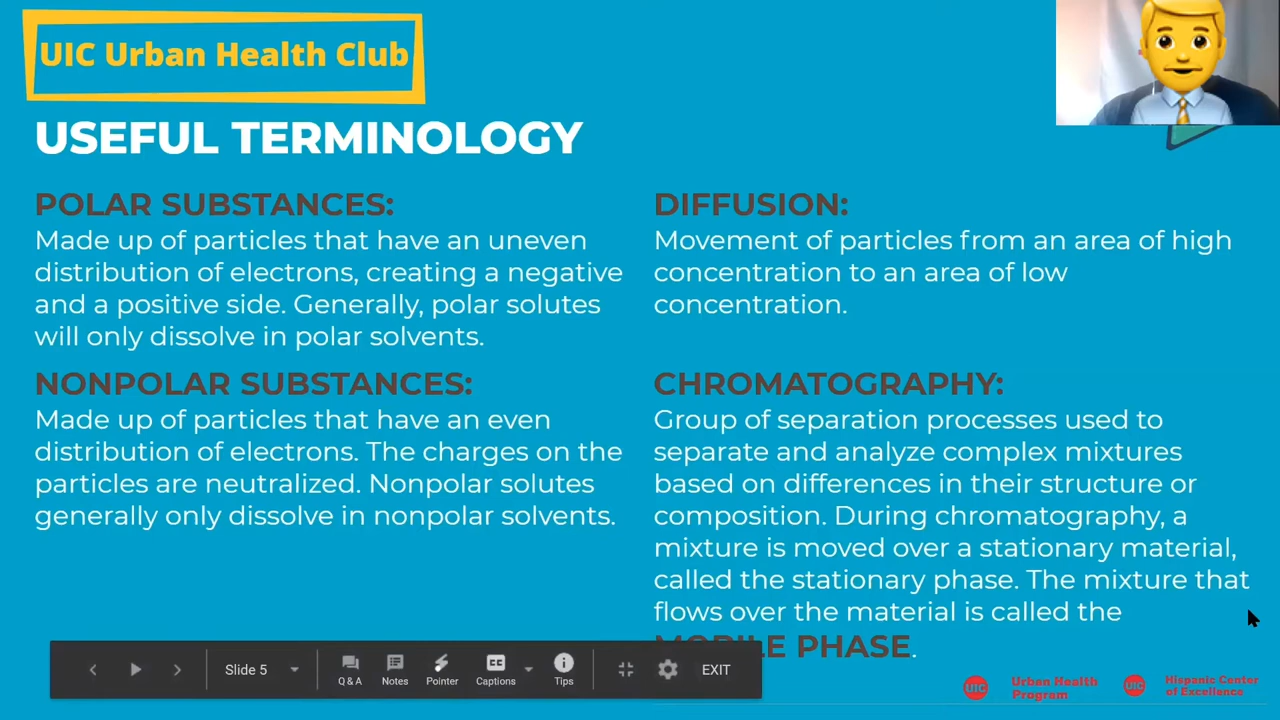 UIC Urban Health Club
USEFUL TERMINOLOGY
POLAR SUBSTANCES:
Made up of particles that have an uneven
distribution of electrons, creating a negative
and a positive side. Generally, polar solutes
will only dissolve in polar solvents.
NONPOLAR SUBSTANCES:
Made up of particles that have an even
distribution of electrons. The charges on the
particles are neutralized. Nonpolar solutes
generally only dissolve in nonpolar solvents.
DIFFUSION:
Movement of particles from an area of high
concentration to an area of low
concentration.
CHROMATOGRAPHY:
Group of separation processes used to
separate and analyze complex mixtures
based on differences in their structure or
composition. During chromatography, a
mixture is moved over a stationary material,
called the stationary phase. The mixture that
flows over the material is called the
MOBILE PHASE.
Slide 5
Q & A
Notes
Pointer
CC
Captions
Tips
EXIT
UIC
Urban Health
Program
UIC
Hispanic Center
of Excellence